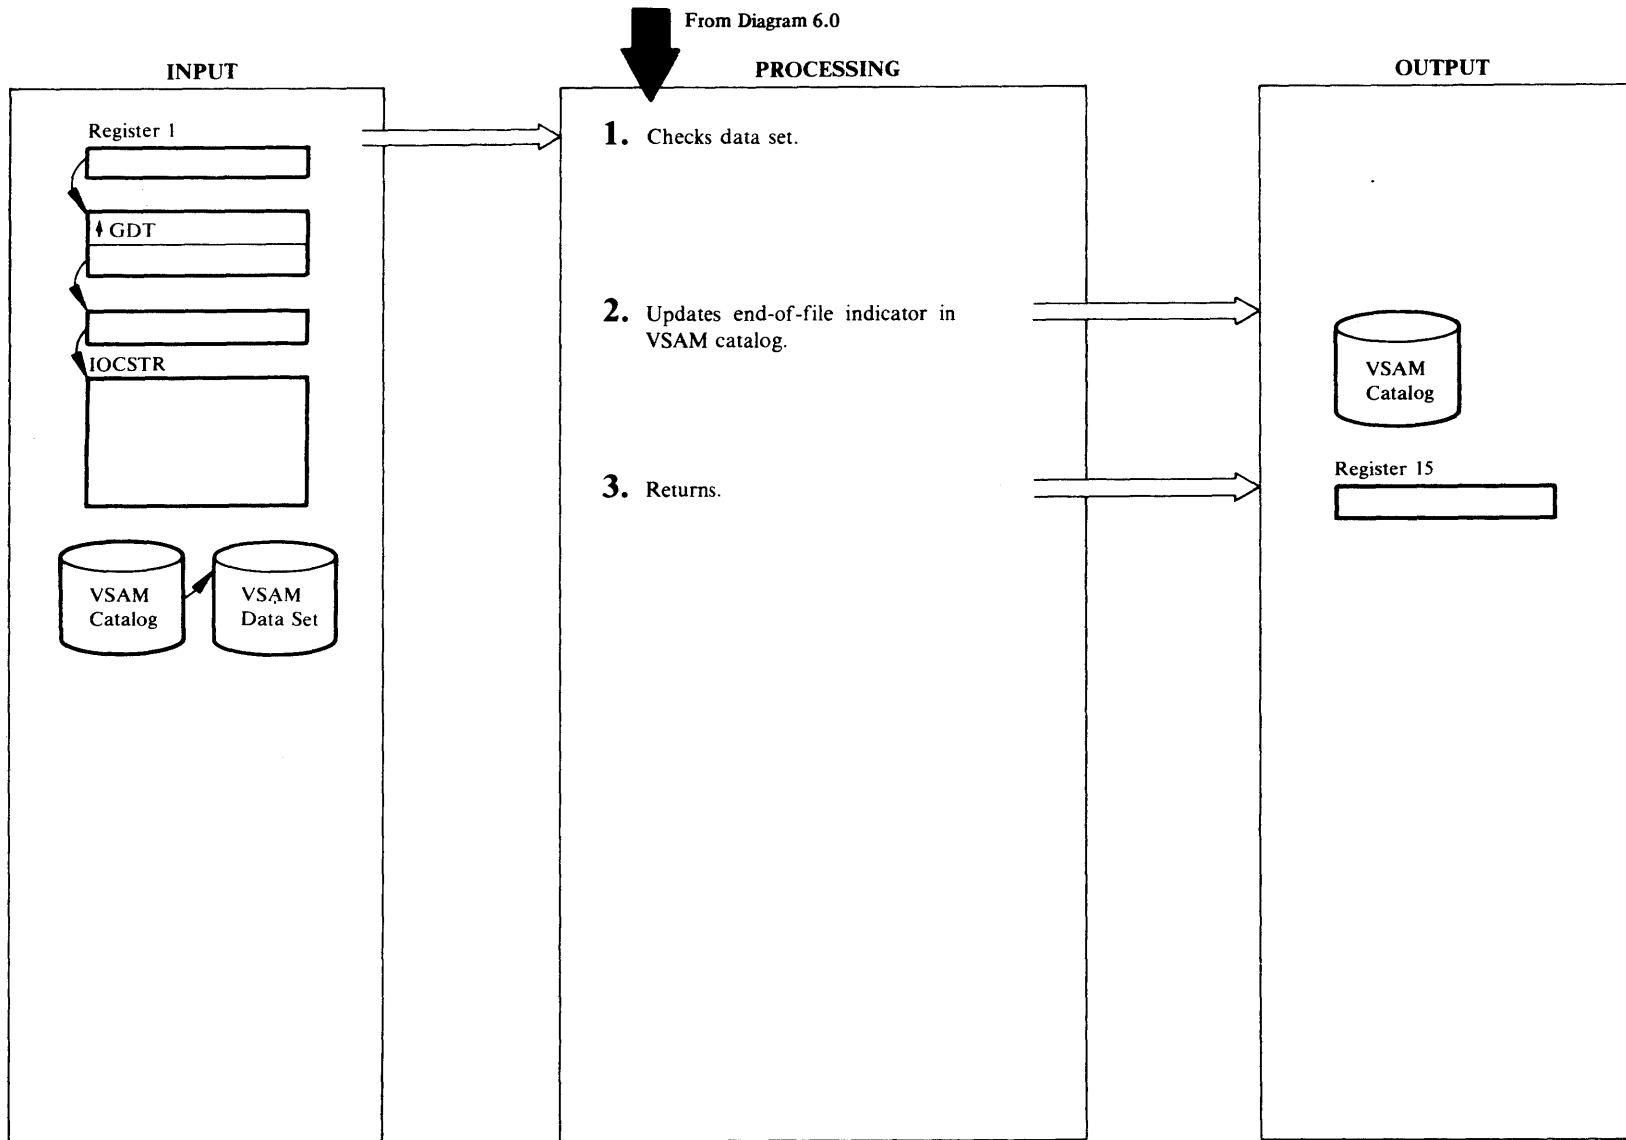 From Diagram 6.0
INPUT
PROCESSING
OUTPUT
Register 1
GDT
IOCSTR
VSAM
Catalog
VSAM
Data Set
1. Checks data set.
2. Updates end-of-file indicator in
VSAM catalog.
3. Returns.
VSAM
Catalog
Register 15